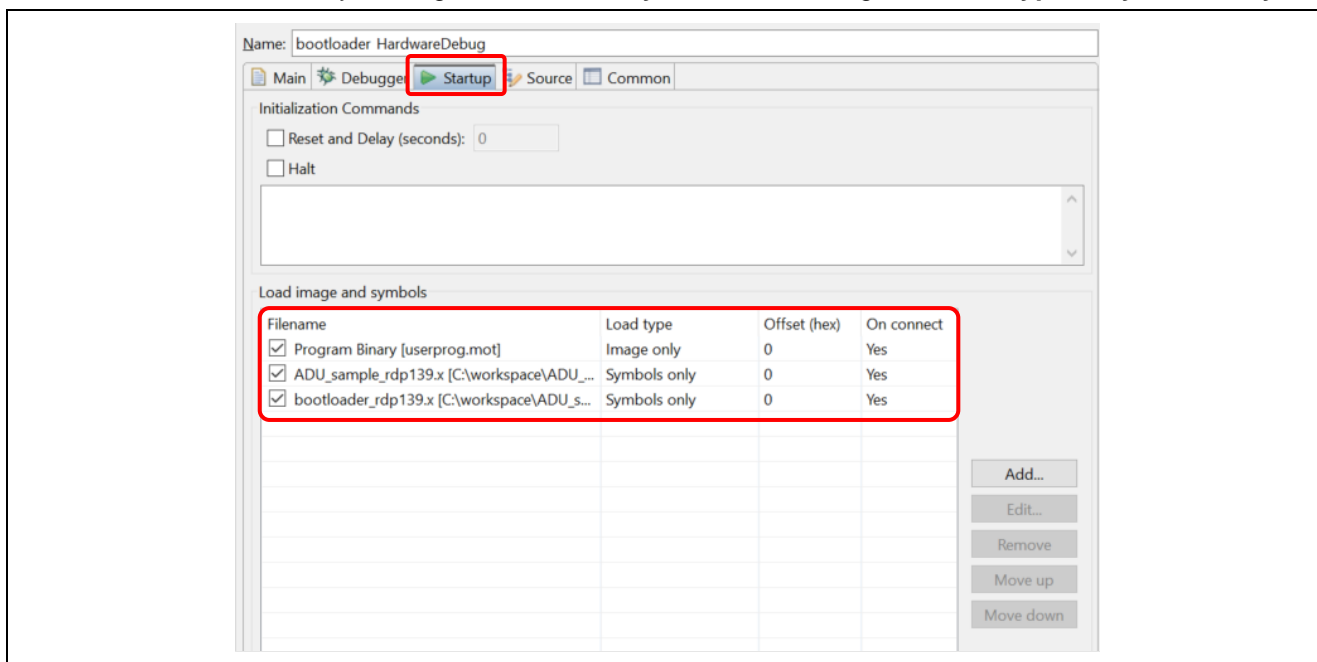 Name: bootloader HardwareDebug
Main Debugger Startup Source Common
Initialization Commands
Reset and Delay (seconds): 0
Halt
Load image and symbols
Filename Load type Offset (hex) On connect
Program Binary [userprog.mot] Image only 0 Yes
ADU_sample_rdp139.x [C:\workspace\ADU_... Symbols only 0 Yes
bootloader_rdp139.x [C:\workspace\ADU_s... Symbols only 0 Yes
Add...
Edit...
Remove
Move up
Move down